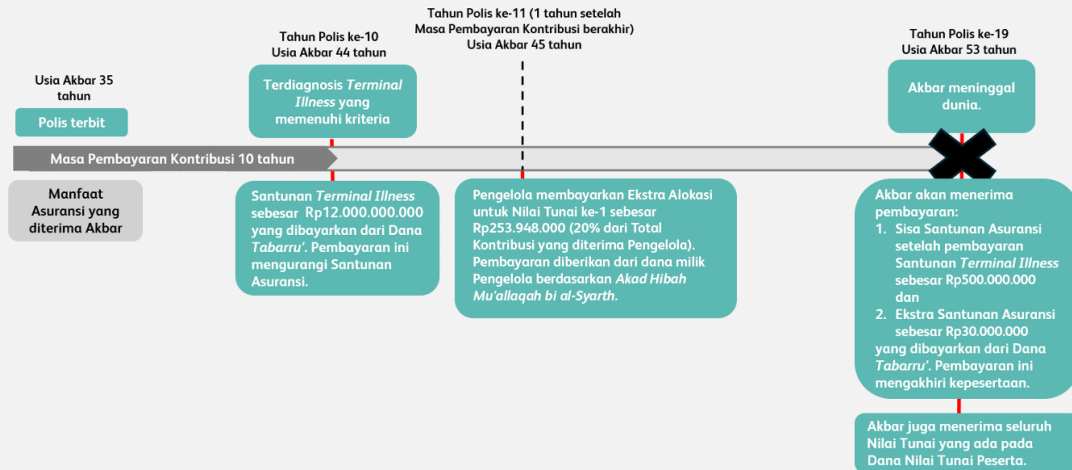 Usia Akbar 35
tahun
Polis terbit
Tahun Polis ke-10
Usia Akbar 44 tahun
Terdiagnosis Terminal
Illness yang
memenuhi kriteria
Tahun Polis ke-11 (1 tahun setelah
Masa Pembayaran Kontribusi berakhir)
Usia Akbar 45 tahun
Tahun Polis ke-19
Usia Akbar 53 tahun
Akbar meninggal
dunia.
Masa Pembayaran Kontribusi 10 tahun
Manfaat
Asuransi yang
diterima Akbar
Santunan Terminal Illness
sebesar Rp12.000.000.000
yang dibayarkan dari Dana
Tabarru’. Pembayaran ini
mengurangi Santunan
Asuransi.
Pengelola membayarkan Ekstra Alokasi
untuk Nilai Tunai ke-1 sebesar
Rp253.948.000 (20% dari Total
Kontribusi yang diterima Pengelola).
Pembayaran diberikan dari dana milik
Pengelola berdasarkan Akad Hibah
Mu’allaqah bi al-Syarth.
Akbar akan menerima
pembayaran:
1. Sisa Santunan Asuransi
setelah pembayaran
Santunan Terminal Illness
sebesar Rp500.000.000
dan
2. Ekstra Santunan Asuransi
sebesar Rp30.000.000
yang dibayarkan dari Dana
Tabarru’. Pembayaran ini
mengakhiri kepesertaan.
Akbar juga menerima seluruh
Nilai Tunai yang ada pada
Dana Nilai Tunai Peserta.